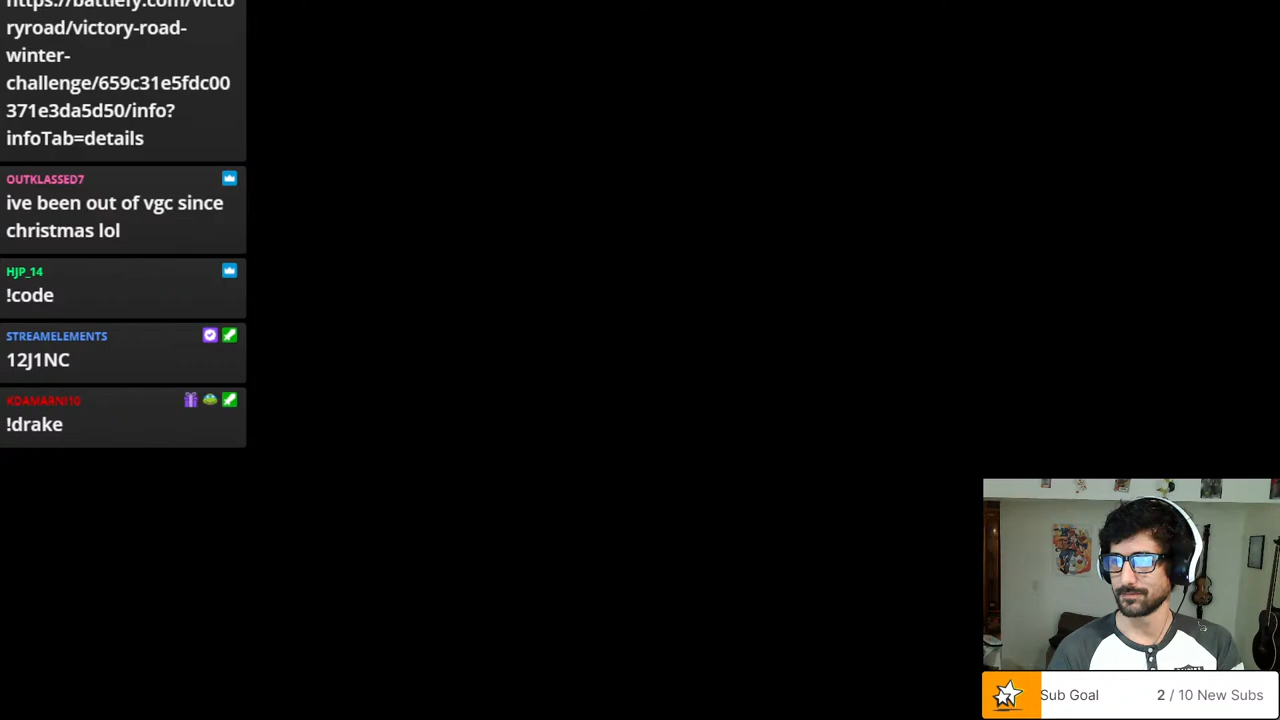 https://battlefy.com/victo
ryroad/victory-road-
winter-
challenge/659c31e5fdc00
371e3da5d50/info?
infoTab=details
OUTKLASSED7
ive been out of vgc since
christmas lol
HJP_14
!code
STREAMELEMENTS
12J1NC
KDAMARNI10
!drake
Sub Goal 2 / 10 New Subs